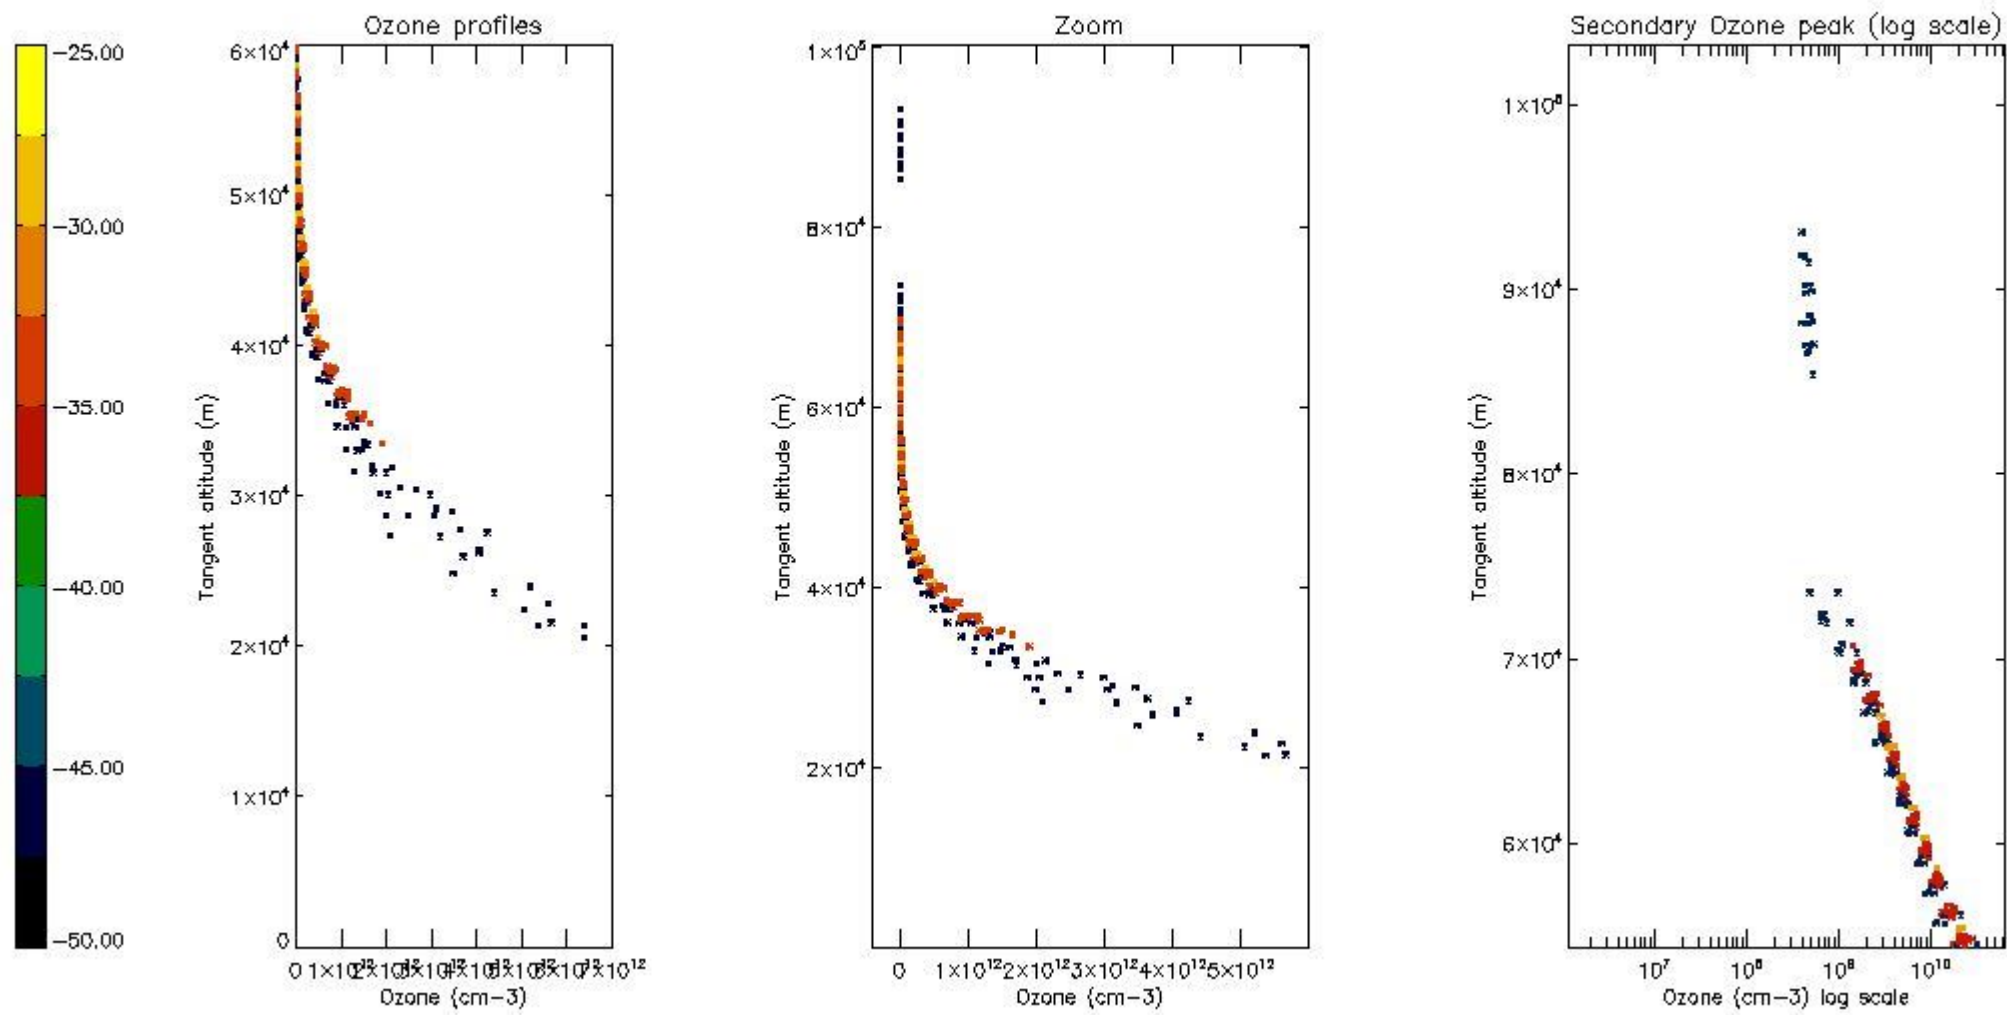 Ozone profiles
Zoom
Secondary Ozone peak (log scale)
−25.00
−30.00
−35.00
−40.00
−45.00
−50.00
6×10⁴
5×10⁴
4×10⁴
3×10⁴
2×10⁴
1×10⁴
0
Tangent altitude (m)
0
7×10¹²
Ozone (cm−3)
1×10⁵
8×10⁴
6×10⁴
4×10⁴
2×10⁴
Tangent altitude (m)
0 1×10¹² 2×10¹² 3×10¹² 4×10¹² 5×10¹²
Ozone (cm−3)
9×10⁴
8×10⁴
7×10⁴
6×10⁴
Tangent altitude (m)
10⁷ 10⁸ 10⁹ 10¹⁰
Ozone (cm−3) log scale